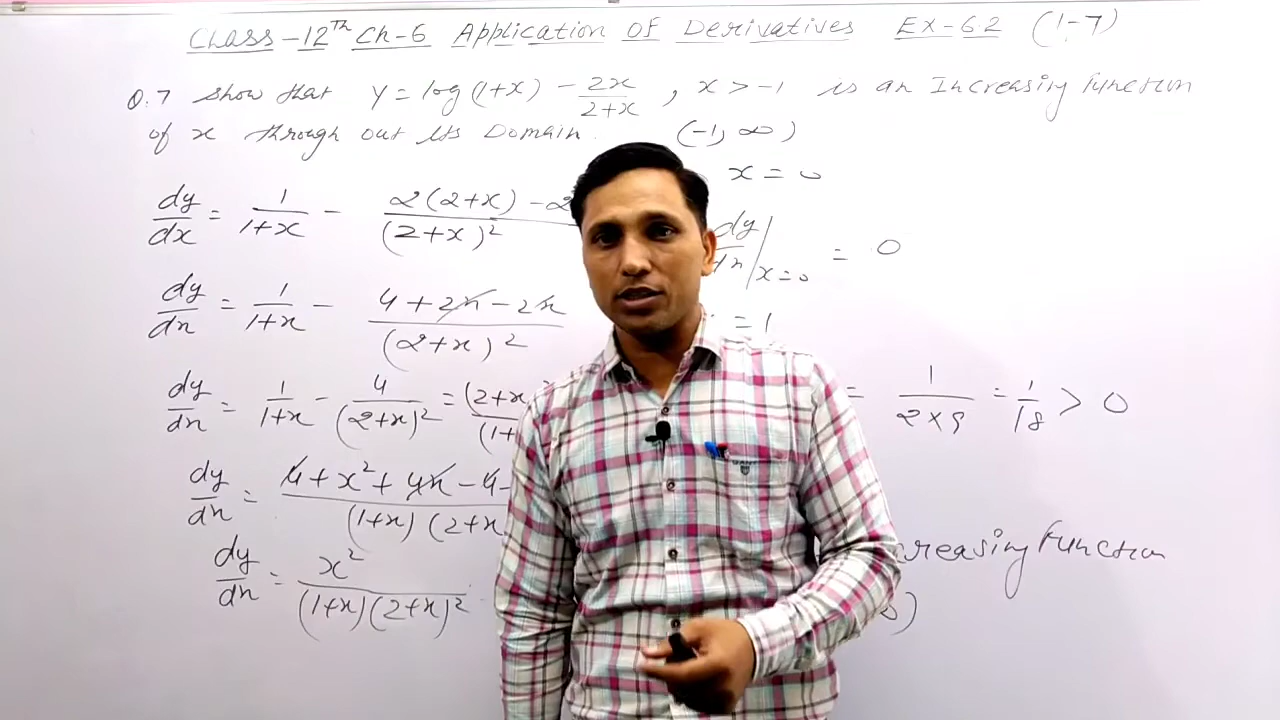 Class-12th Ch-6 Application Of Derivatives Ex-6.2 (1-7)
Q.7 Show that y = log(1+x) - 2x/(2+x), x > -1 is an Increasing function
of x through out its Domain. (-1, ∞)
x = 0
dy/dx = 1/(1+x) - (2(2+x) - 2)/(2+x)²
dy/dx|x=0 = 0
dy/dx = 1/(1+x) - (4 + 2x - 2x)/(2+x)²
= 1
dy/dx = 1/(1+x) - 4/(2+x)² = (2+x
(1+
= 1/(2×9) = 1/18 > 0
dy/dx = (4 + x² + 4x - 4 -
(1+x) (2+x
creasing function
dy/dx = x²/((1+x)(2+x)²)
)